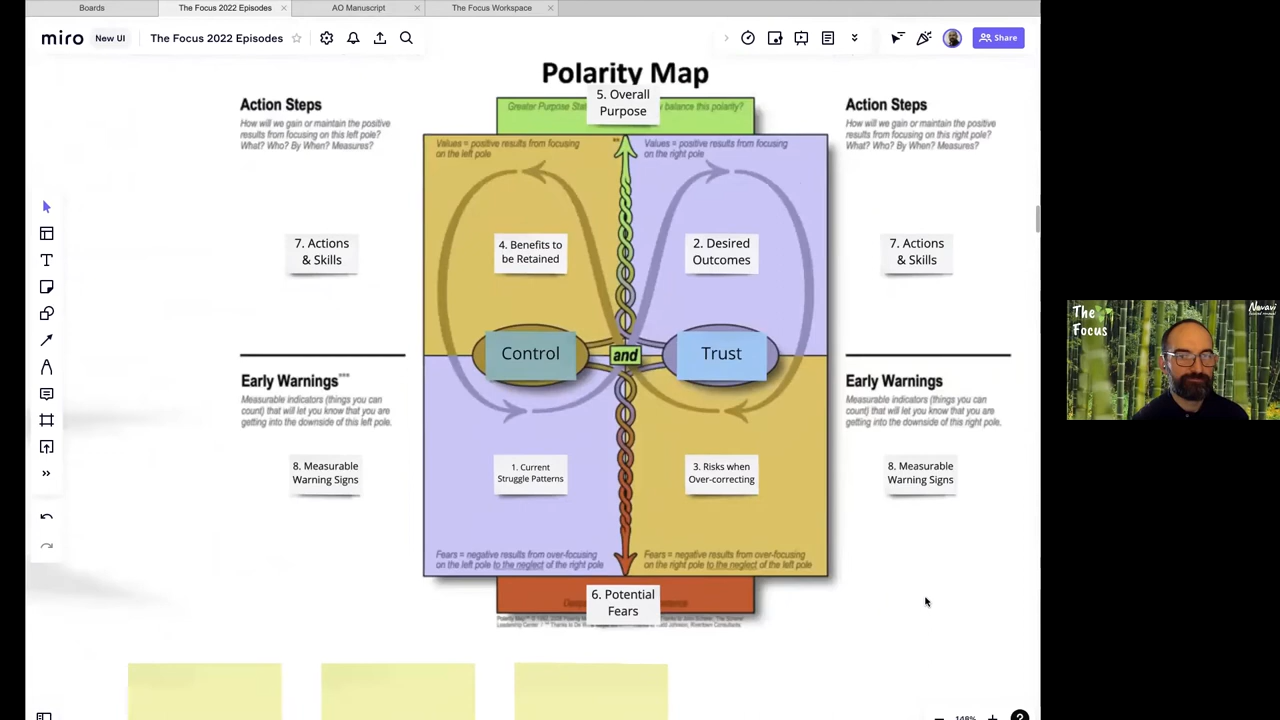 Boards
The Focus 2022 Episodes
AO Manuscript
The Focus Workspace
miro
New UI
The Focus 2022 Episodes
Share
Polarity Map
5. Overall
Purpose
Greater Purpose
balance this polarity?
Action Steps
How will we gain or maintain the positive
results from focusing on this left pole?
What? Who? By When? Measures?
Values = positive results from focusing
on the left pole
Values = positive results from focusing
on the right pole
Action Steps
How will we gain or maintain the positive
results from focusing on this right pole?
What? Who? By When? Measures?
7. Actions
& Skills
4. Benefits to
be Retained
2. Desired
Outcomes
7. Actions
& Skills
Control
and
Trust
Early Warnings***
Measurable indicators (things you can
count) that will let you know that you are
getting into the downside of this left pole.
Early Warnings
Measurable indicators (things you can
count) that will let you know that you are
getting into the downside of this right pole.
8. Measurable
Warning Signs
1. Current
Struggle Patterns
3. Risks when
Over-correcting
8. Measurable
Warning Signs
Fears = negative results from over-focusing
on the left pole to the neglect of the right pole
Fears = negative results from over-focusing
on the right pole to the neglect of the left pole
6. Potential
Fears
148%
The
Focus
Novavi